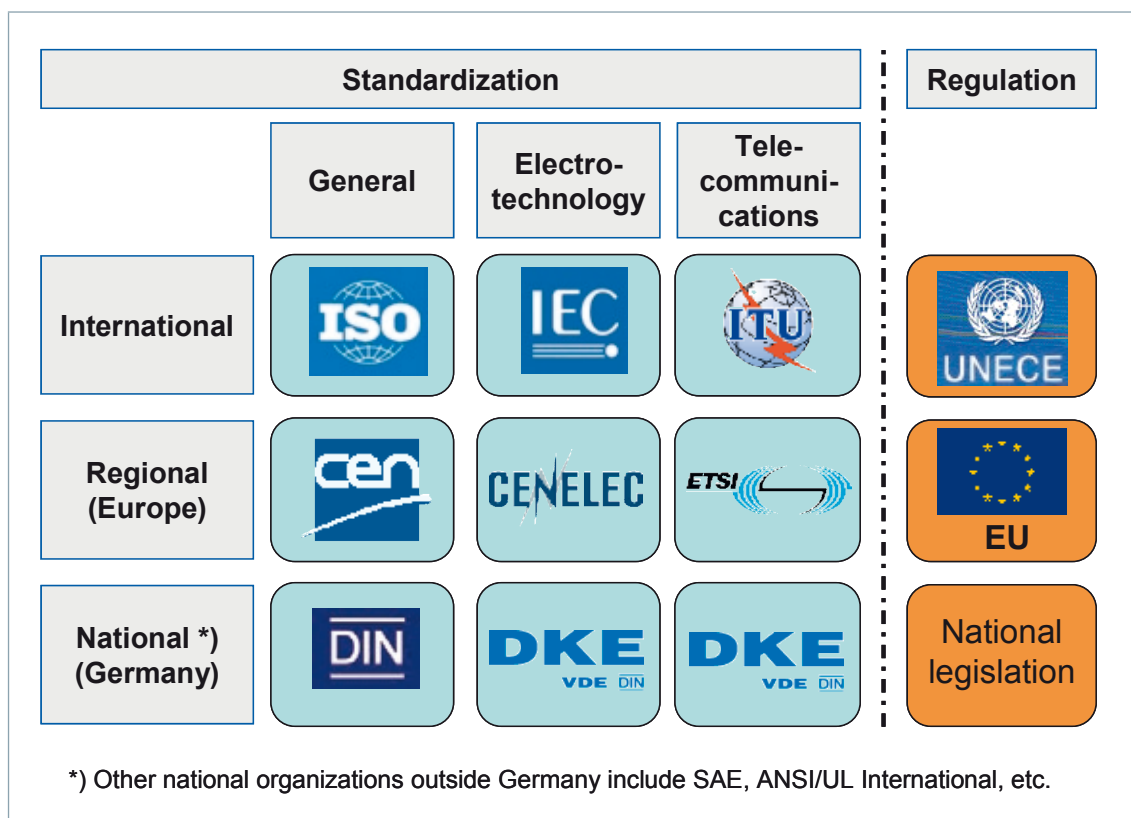 Standardization
Regulation
General
Electro-
technology
Tele-
communi-
cations
International
ISO
IEC
ITU
UNECE
Regional
(Europe)
cen
CENELEC
ETSI
EU
National *)
(Germany)
DIN
DKE
VDE DIN
DKE
VDE DIN
National
legislation
*) Other national organizations outside Germany include SAE, ANSI/UL International, etc.